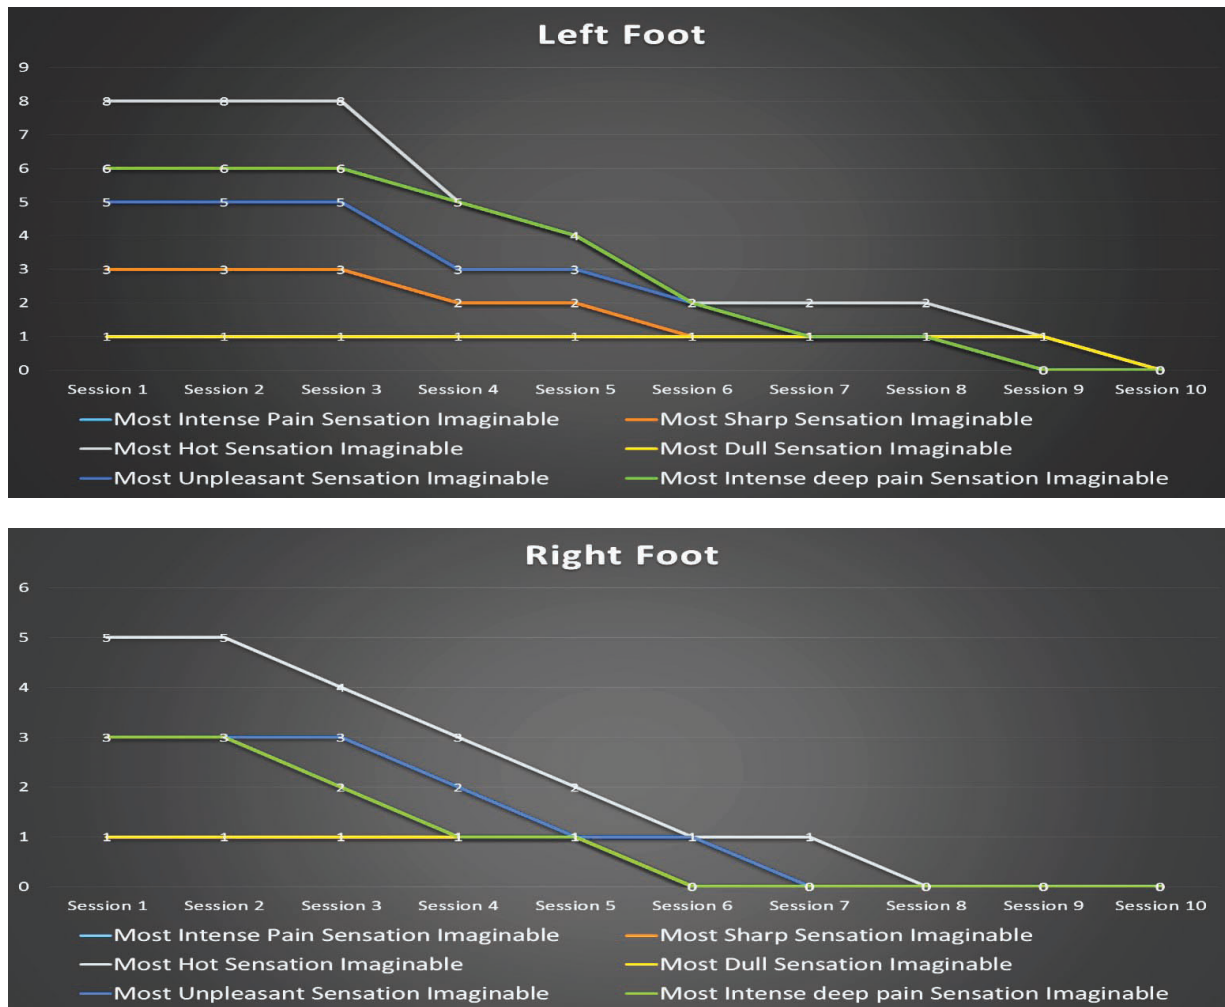 Left Foot
9
8 8 8 8
7
6 6 6 6
5 5 5 5 5
4 4
3 3 3 3 3 3
2 2 2 2 2 2
1 1 1 1 1 1 1 1 1 1
0 0 0
Session 1 Session 2 Session 3 Session 4 Session 5 Session 6 Session 7 Session 8 Session 9 Session 10
Most Intense Pain Sensation Imaginable Most Sharp Sensation Imaginable
Most Hot Sensation Imaginable Most Dull Sensation Imaginable
Most Unpleasant Sensation Imaginable Most Intense deep pain Sensation Imaginable
Right Foot
6
5 5 5
4 4
3 3 3 3 3
2 2 2 2
1 1 1 1 1 1 1 1
0 0 0 0 0 0
Session 1 Session 2 Session 3 Session 4 Session 5 Session 6 Session 7 Session 8 Session 9 Session 10
Most Intense Pain Sensation Imaginable Most Sharp Sensation Imaginable
Most Hot Sensation Imaginable Most Dull Sensation Imaginable
Most Unpleasant Sensation Imaginable Most Intense deep pain Sensation Imaginable